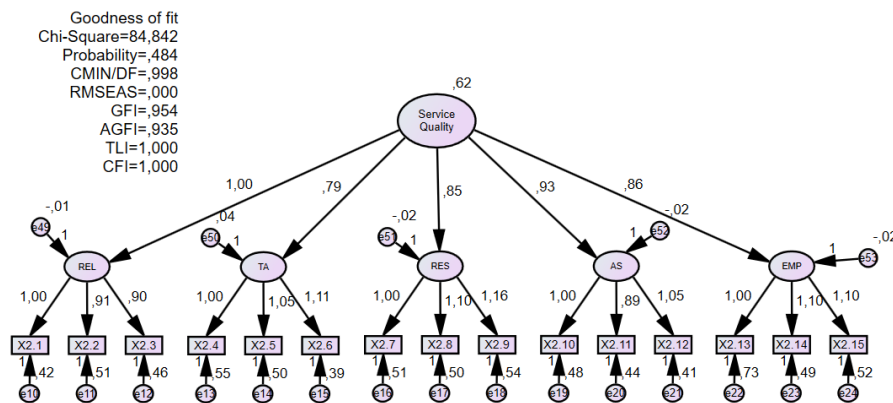 Goodness of fit
Chi-Square=84,842
Probability=,484
CMIN/DF=,998
RMSEAS=,000
GFI=,954
AGFI=,935
TLI=1,000
CFI=1,000
,62
Service
Quality
1,00
,79
,85
,93
,86
-,01
e49
1
,04
e50
1
-,02
e51
1
-,02
e52
1
-,02
e53
1
REL
TA
RES
AS
EMP
1,00
,91
,90
1,00
1,05
1,11
1,00
1,10
1,16
1,00
,89
1,05
1,00
1,10
1,10
X2.1
X2.2
X2.3
X2.4
X2.5
X2.6
X2.7
X2.8
X2.9
X2.10
X2.11
X2.12
X2.13
X2.14
X2.15
1
,42
1
,51
1
,46
1
,55
1
,50
1
,39
1
,51
1
,50
1
,54
1
,48
1
,44
1
,41
1
,73
1
,49
1
,52
e10
e11
e12
e13
e14
e15
e16
e17
e18
e19
e20
e21
e22
e23
e24